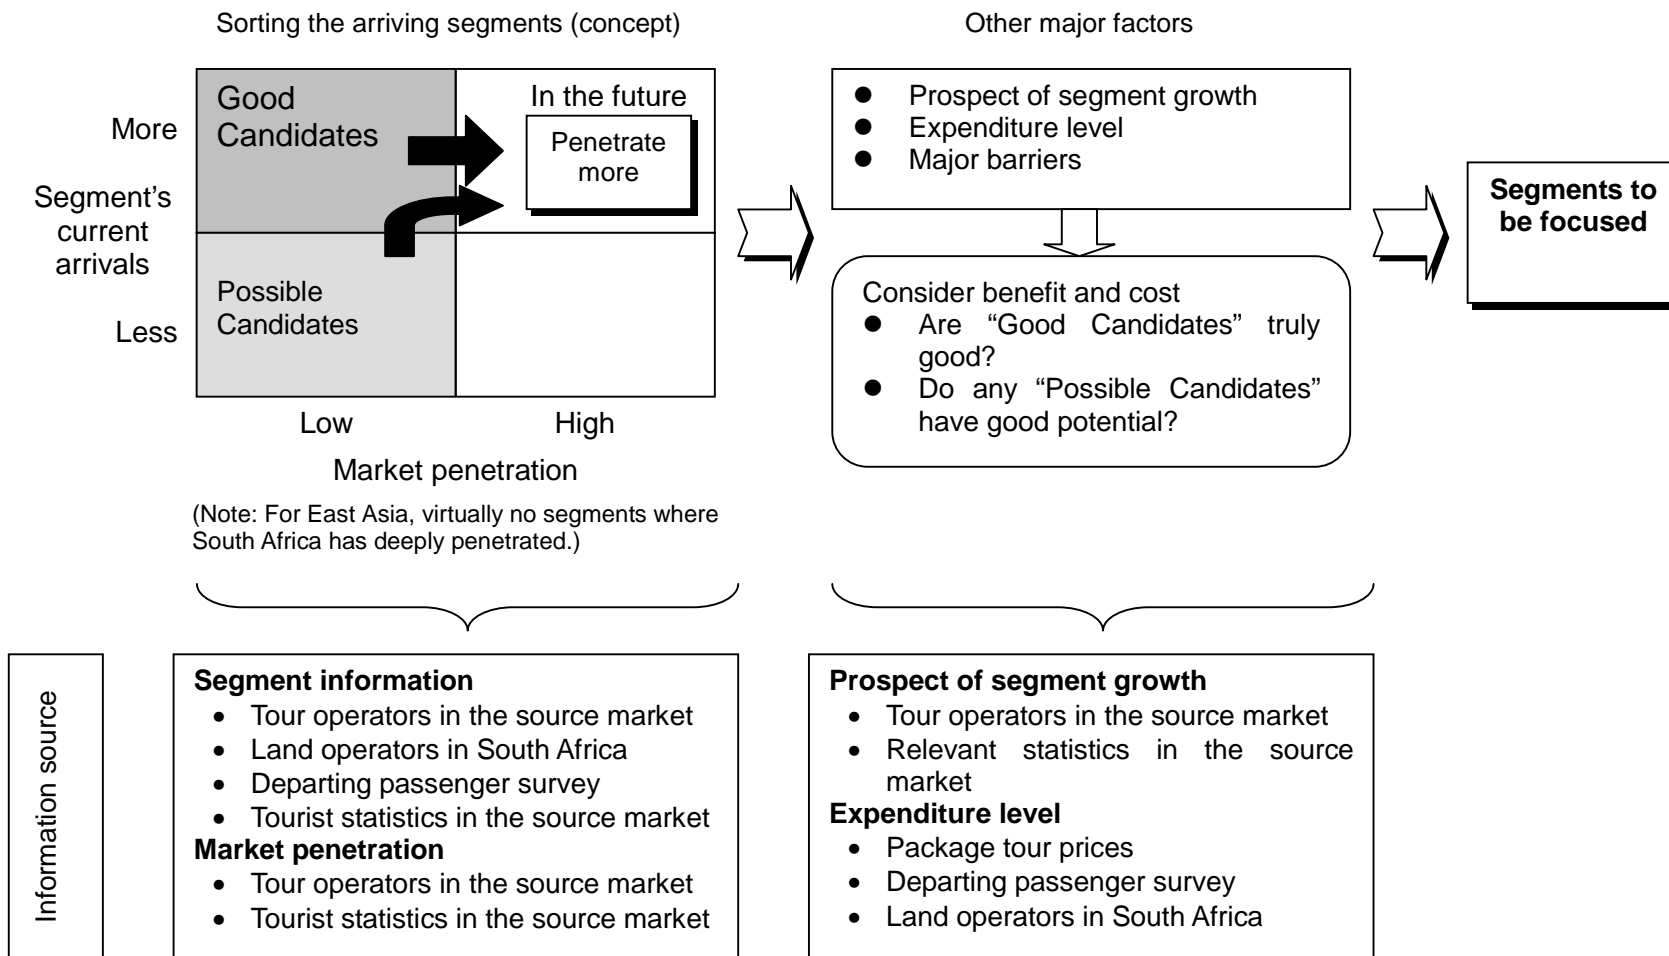 Sorting the arriving segments (concept)
Other major factors
Good
Candidates
In the future
Penetrate
more
More
Segment's
current
arrivals
Less
Possible
Candidates
Low
High
Market penetration
(Note: For East Asia, virtually no segments where
South Africa has deeply penetrated.)
● Prospect of segment growth
● Expenditure level
● Major barriers
Consider benefit and cost
● Are “Good Candidates” truly
good?
● Do any “Possible Candidates”
have good potential?
Segments to
be focused
Information source
Segment information
• Tour operators in the source market
• Land operators in South Africa
• Departing passenger survey
• Tourist statistics in the source market
Market penetration
• Tour operators in the source market
• Tourist statistics in the source market
Prospect of segment growth
• Tour operators in the source market
• Relevant statistics in the source
market
Expenditure level
• Package tour prices
• Departing passenger survey
• Land operators in South Africa